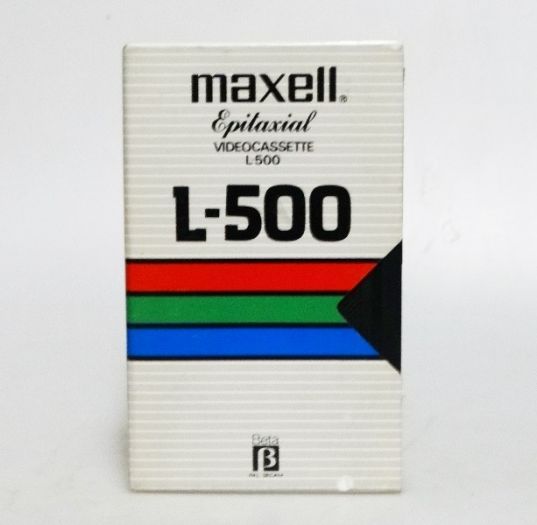 maxell®
Epitaxial
VIDEOCASSETTE
L-500
L-500
Beta
β